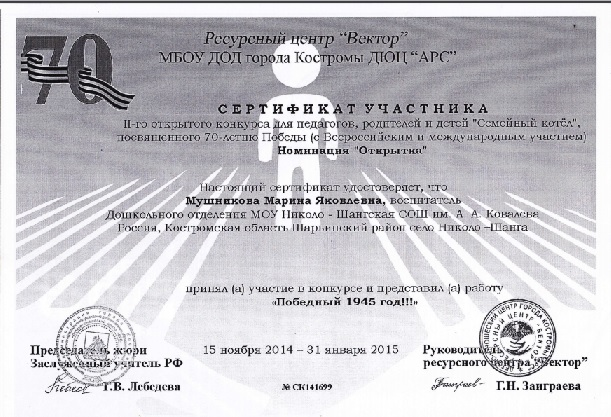 70
Ресурсный центр "Вектор"
МБОУ ДОД города Костромы ДЮЦ "АРС"
СЕРТИФИКАТ УЧАСТНИКА
II-го открытого конкурса для педагогов, родителей и детей "Семейный котёл",
посвященного 70-летию Победы (с Всероссийским и международным участием)
Номинация "Открытка"
Настоящий сертификат удостоверяет, что
Мушникова Марина Яковлевна, воспитатель
Дошкольного отделения МОУ Николо - Шангская СОШ им. А. А. Ковалева
Россия, Костромская область Шарьинский район село Николо –Шанга
принял (а) участие в конкурсе и представил (а) работу
«Победный 1945 год!!!»
Председатель жюри
Заслуженный учитель РФ
Т.В. Лебедева
15 ноября 2014 – 31 января 2015
№ СК141699
Руководитель
ресурсного центра "Вектор"
Г.Н. Заиграева